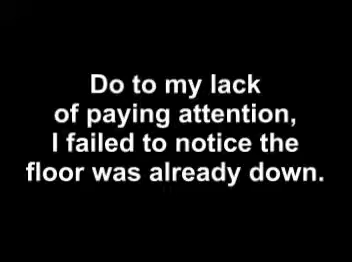 Do to my lack
of paying attention,
I failed to notice the
floor was already down.